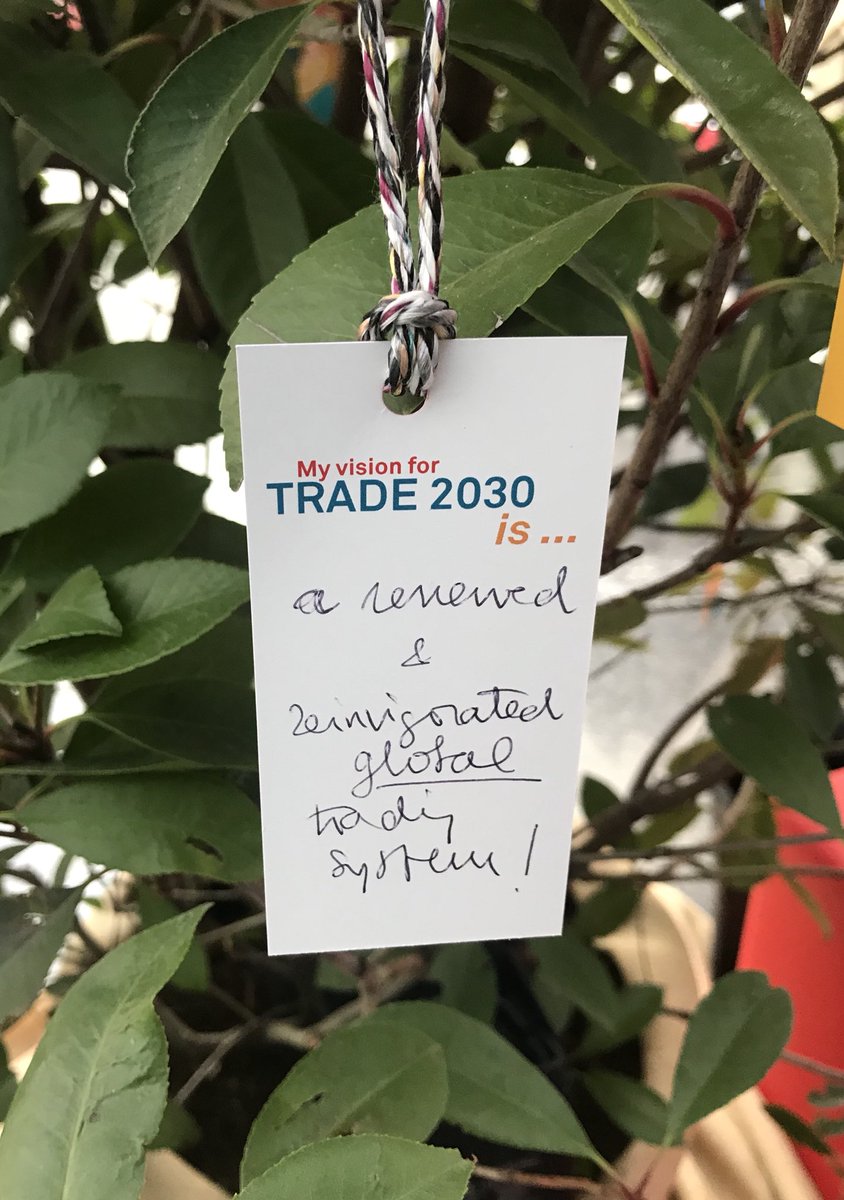 My vision for
TRADE 2030
is ...
a renewed
&
reinvigorated
global
trading
system!